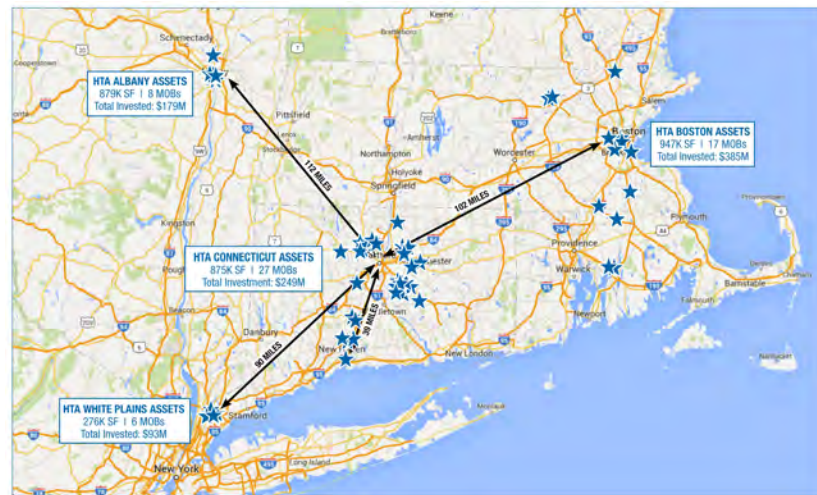 Schenectady
Keene
HTA ALBANY ASSETS
879K SF | 8 MOBs
Total Invested: $179M
Pittsfield
Amherst
Northampton
Holyoke
Springfield
Worcester
Salem
Boston
HTA BOSTON ASSETS
947K SF | 17 MOBs
Total Invested: $385M
112 MILES
102 MILES
Kingston
HTA CONNECTICUT ASSETS
875K SF | 27 MOBs
Total Investment: $249M
Providence
Plymouth
Warwick
Barnstable
Newport
Falmouth
Beacon
Danbury
39 MILES
90 MILES
New London
Nantucket
HTA WHITE PLAINS ASSETS
276K SF | 6 MOBs
Total Invested: $93M
Stamford
Montauk
Long Island
New York